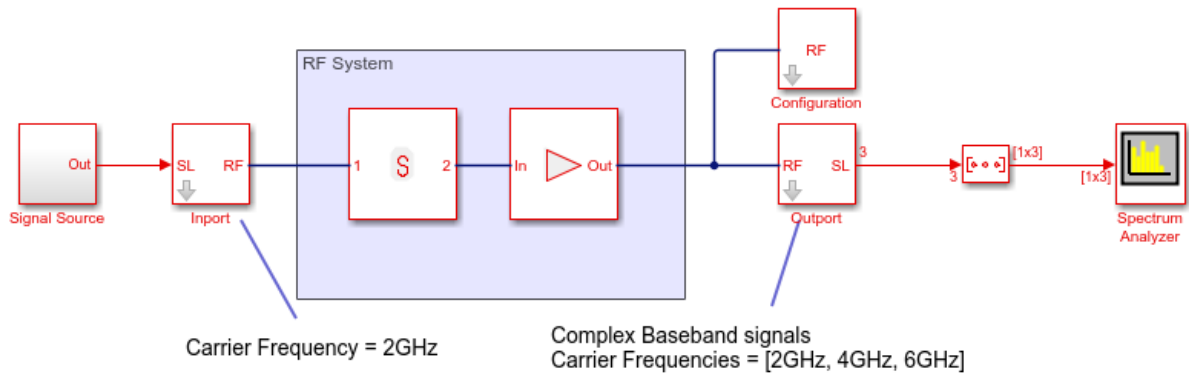 RF System
RF
Configuration
Out
Signal Source
SL
RF
Inport
1
S
2
In
Out
RF
SL
Outport
3
3
[1x3]
[1x3]
Spectrum
Analyzer
Carrier Frequency = 2GHz
Complex Baseband signals
Carrier Frequencies = [2GHz, 4GHz, 6GHz]